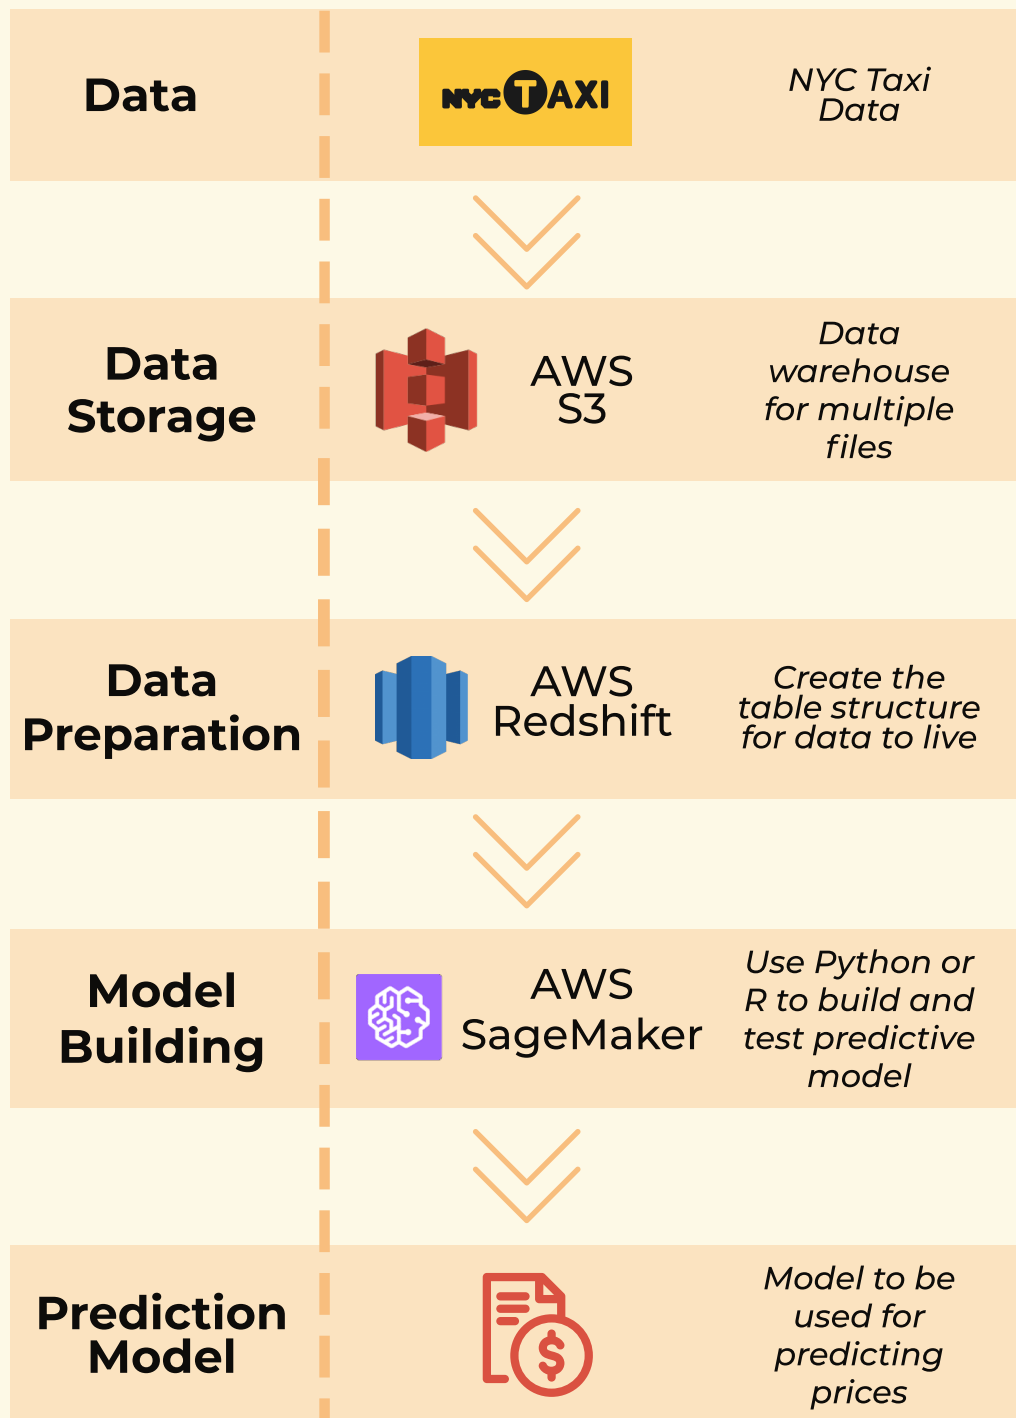 Data
NYC TAXI
NYC Taxi
Data
Data
Storage
AWS
S3
Data
warehouse
for multiple
files
Data
Preparation
AWS
Redshift
Create the
table structure
for data to live
Model
Building
AWS
SageMaker
Use Python or
R to build and
test predictive
model
Prediction
Model
$
Model to be
used for
predicting
prices